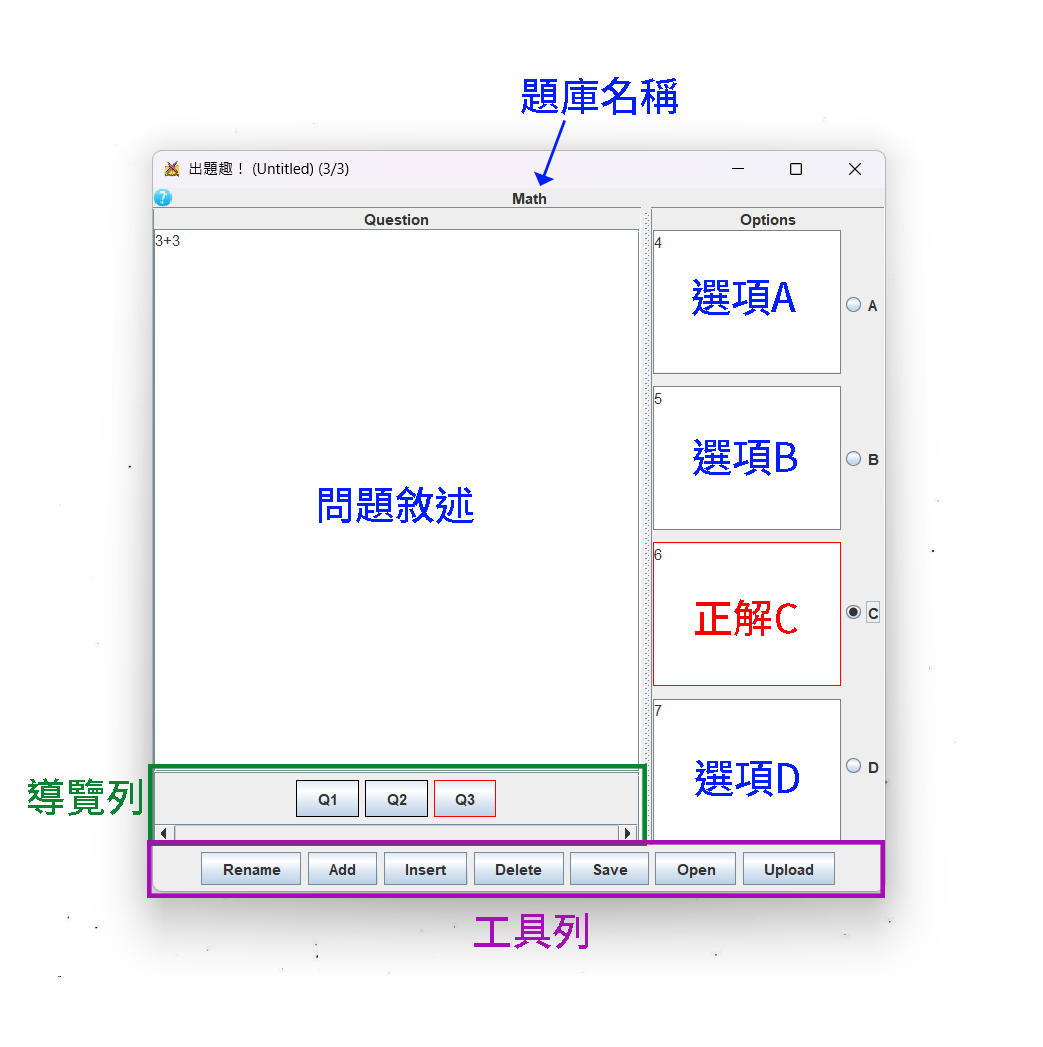 題庫名稱
出題趣！ (Untitled) (3/3)
?
Math
Question
Options
3+3
4
選項A
A
5
選項B
B
問題敘述
6
正解C
C
7
選項D
D
導覽列
Q1 Q2 Q3
Rename Add Insert Delete Save Open Upload
工具列